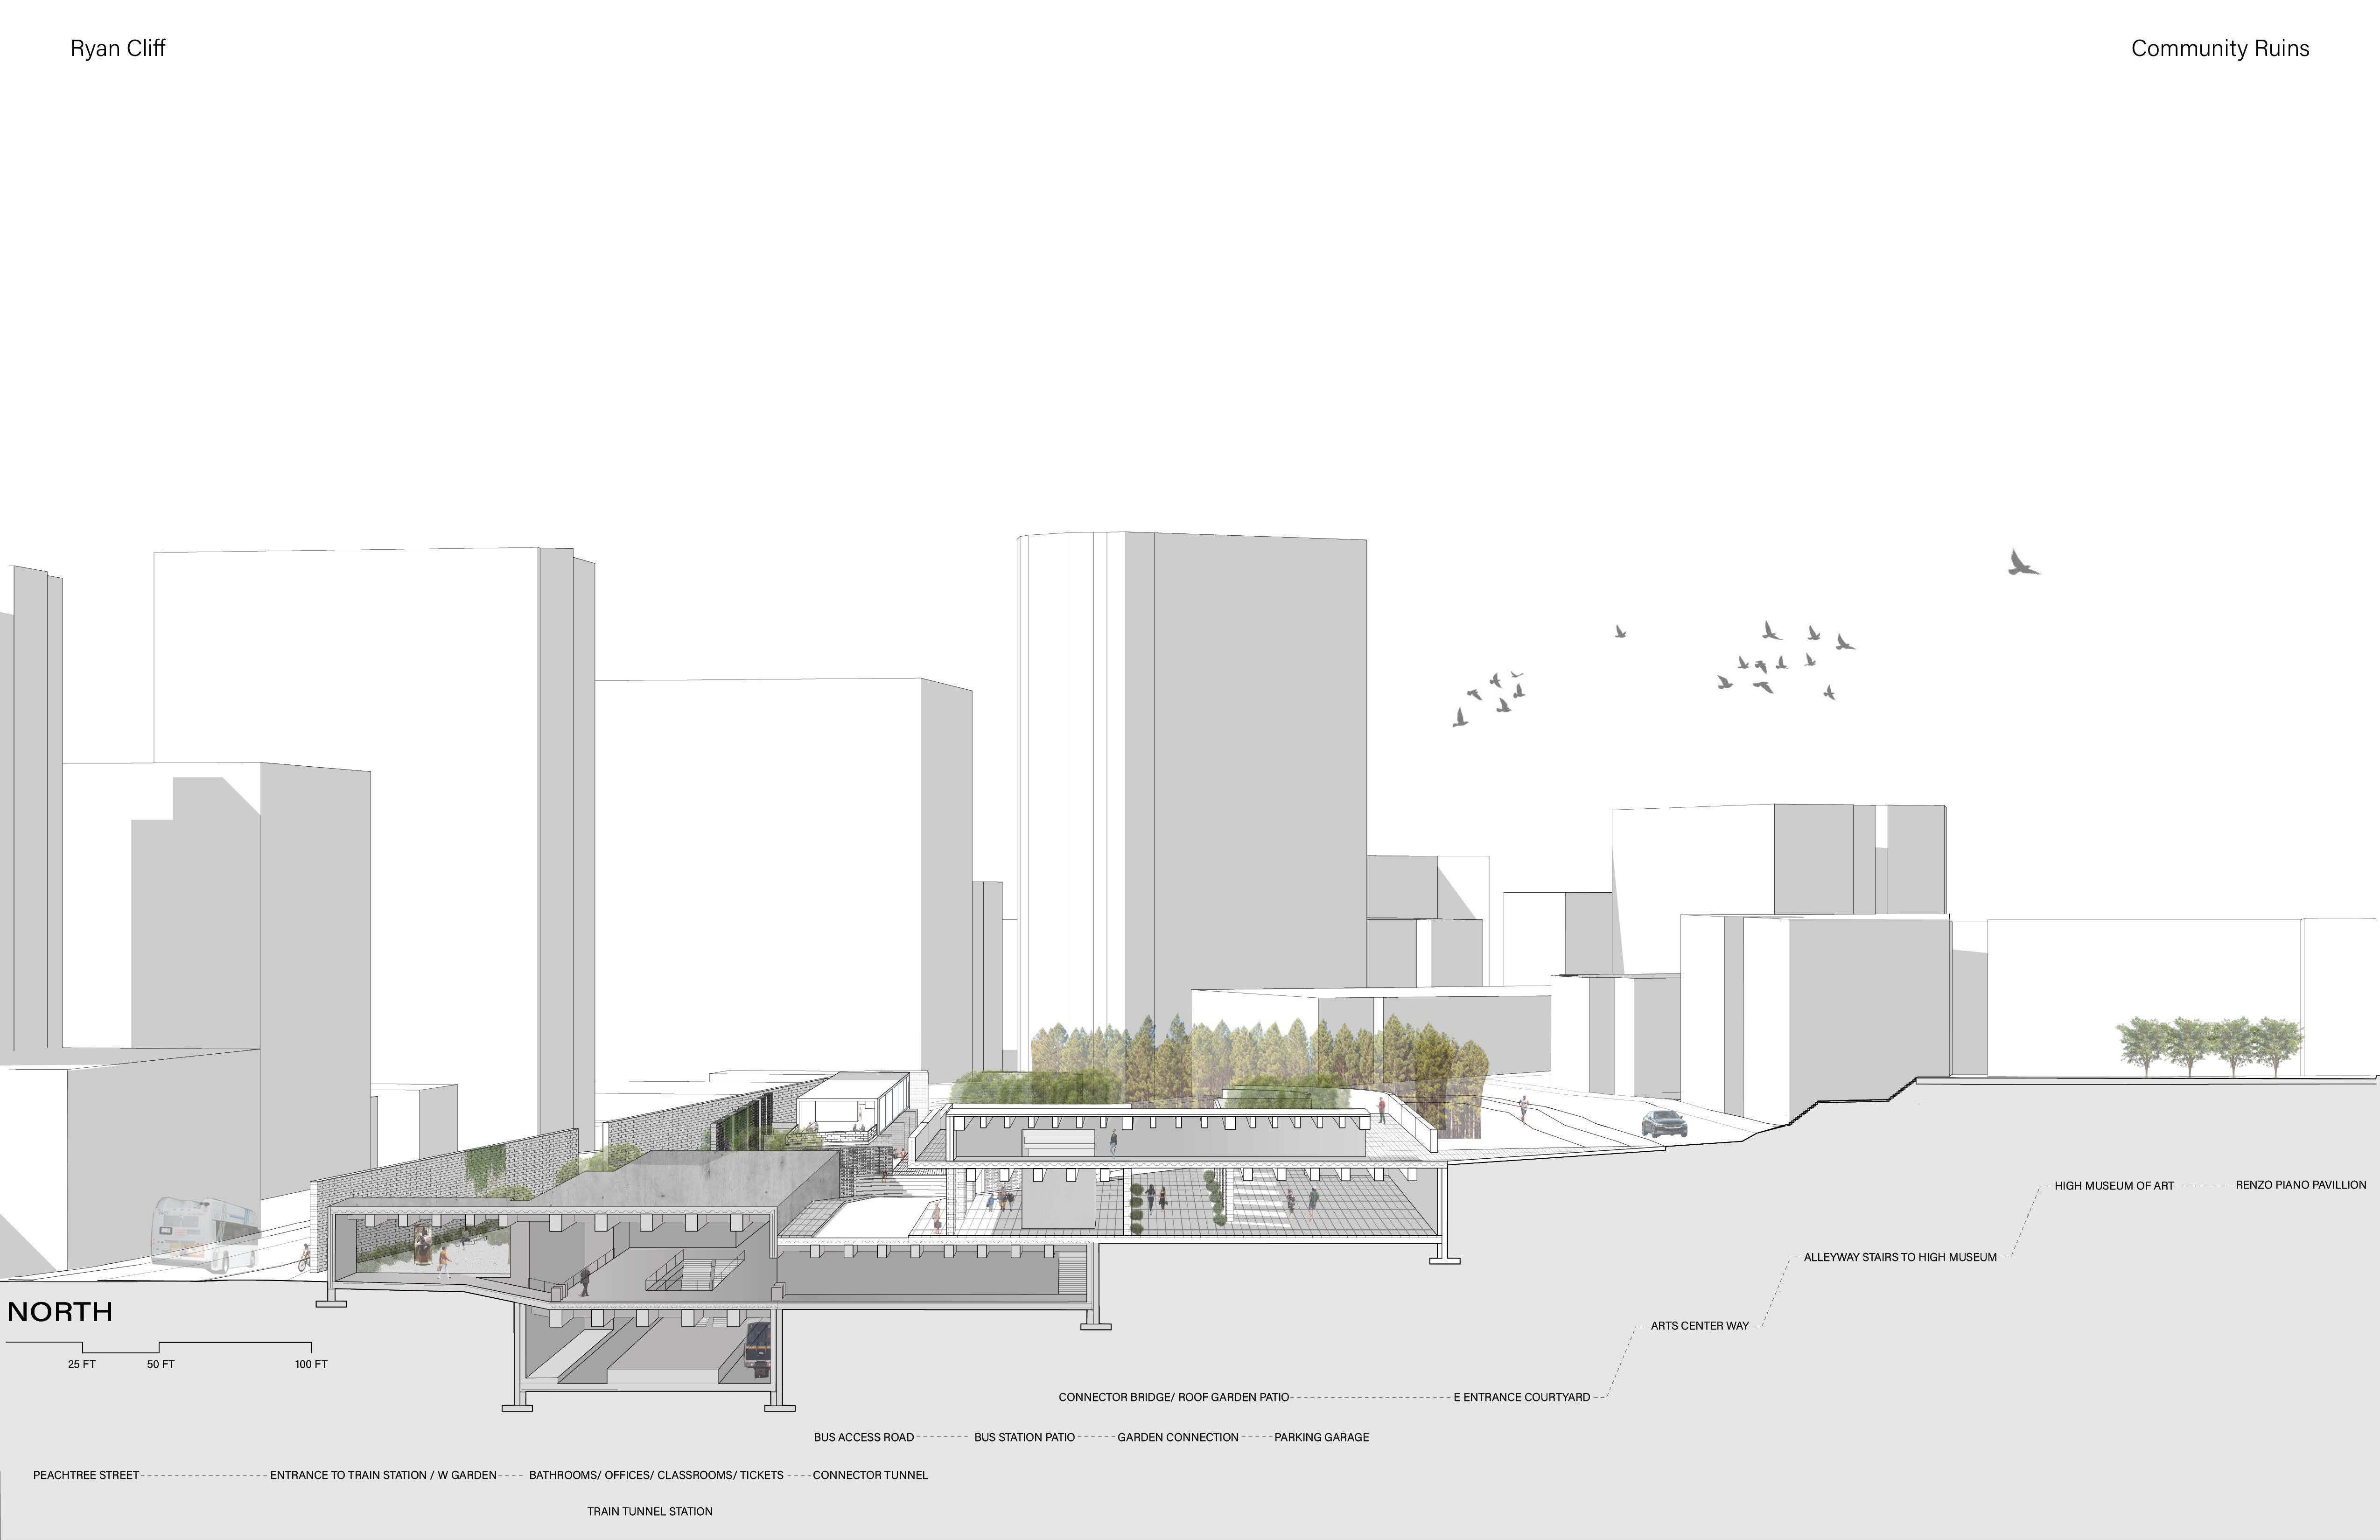 Ryan Cliff
Community Ruins
HIGH MUSEUM OF ART
RENZO PIANO PAVILLION
ALLEYWAY STAIRS TO HIGH MUSEUM
NORTH
ARTS CENTER WAY
25 FT
50 FT
100 FT
CONNECTOR BRIDGE/ ROOF GARDEN PATIO
E ENTRANCE COURTYARD
BUS ACCESS ROAD
BUS STATION PATIO
GARDEN CONNECTION
PARKING GARAGE
PEACHTREE STREET
ENTRANCE TO TRAIN STATION / W GARDEN
BATHROOMS/ OFFICES/ CLASSROOMS/ TICKETS
CONNECTOR TUNNEL
TRAIN TUNNEL STATION